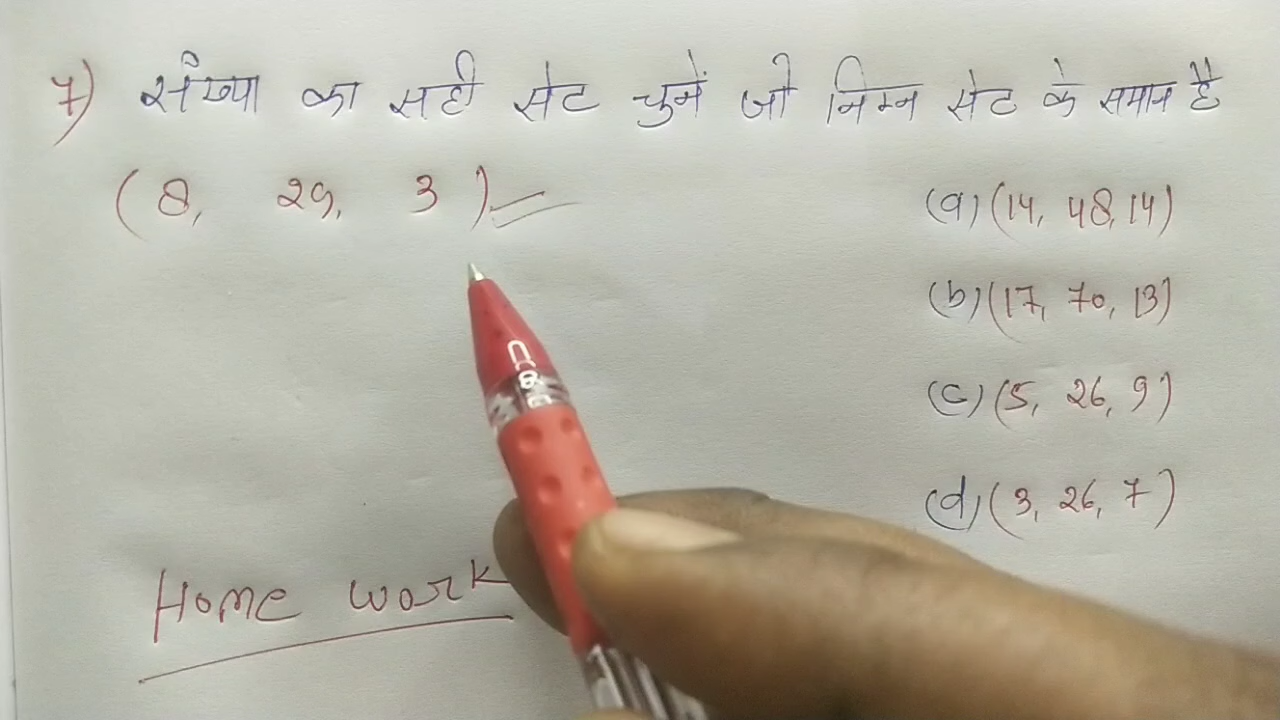 7) संख्या का सही सेट चुनें जो निम्न सेट के समान है
(8, 29, 3)
(a) (14, 48, 14)
(b) (17, 70, 13)
(c) (5, 26, 9)
(d) (3, 26, 7)
Home work